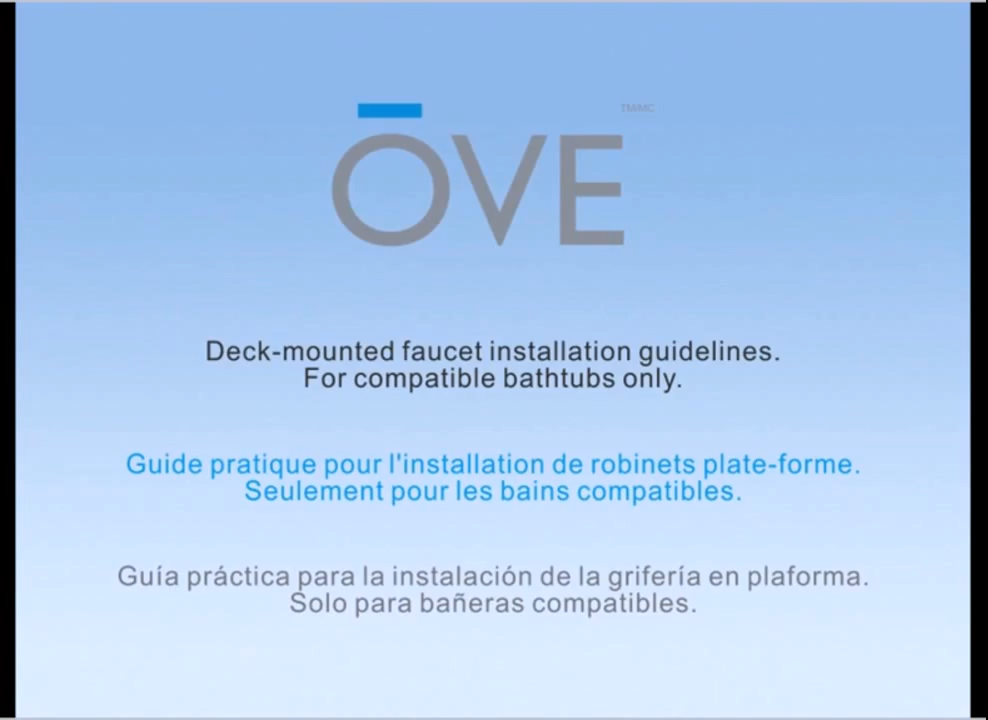 ŌVE TM/MC
Deck-mounted faucet installation guidelines.
For compatible bathtubs only.
Guide pratique pour l'installation de robinets plate-forme.
Seulement pour les bains compatibles.
Guía práctica para la instalación de la grifería en plaforma.
Solo para bañeras compatibles.